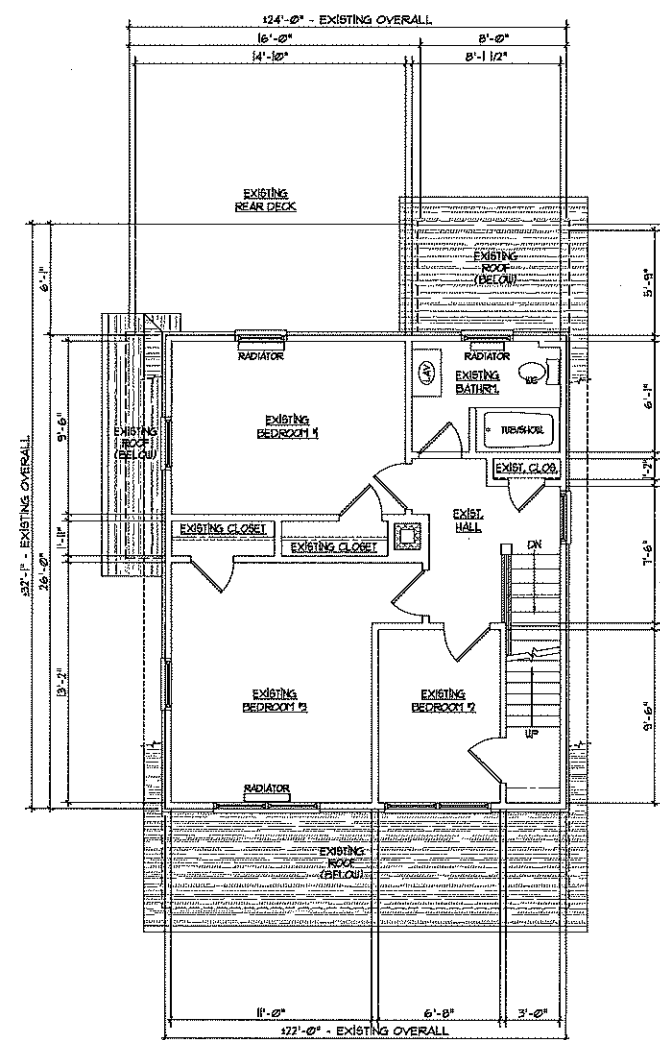 ±24'-0" - EXISTING OVERALL
16'-0"
8'-0"
14'-10"
8'-1 1/2"
EXISTING
REAR DECK
EXISTING
ROOF
(BELOW)
6'-1"
5'-9"
RADIATOR
RADIATOR
LAV
EXISTING
BATHRM.
WC
6'-1"
9'-6"
EXISTING
ROOF
(BELOW)
EXISTING
BEDROOM #1
TUB/SHOW.
EXIST. CLOS.
1'-2"
±32'-1" - EXISTING OVERALL
26'-0"
EXIST.
HALL
1'-11"
EXISTING CLOSET
EXISTING CLOSET
DN
7'-6"
13'-2"
EXISTING
BEDROOM #3
EXISTING
BEDROOM #2
UP
9'-6"
RADIATOR
EXISTING
ROOF
(BELOW)
11'-0"
6'-8"
3'-0"
±22'-0" - EXISTING OVERALL